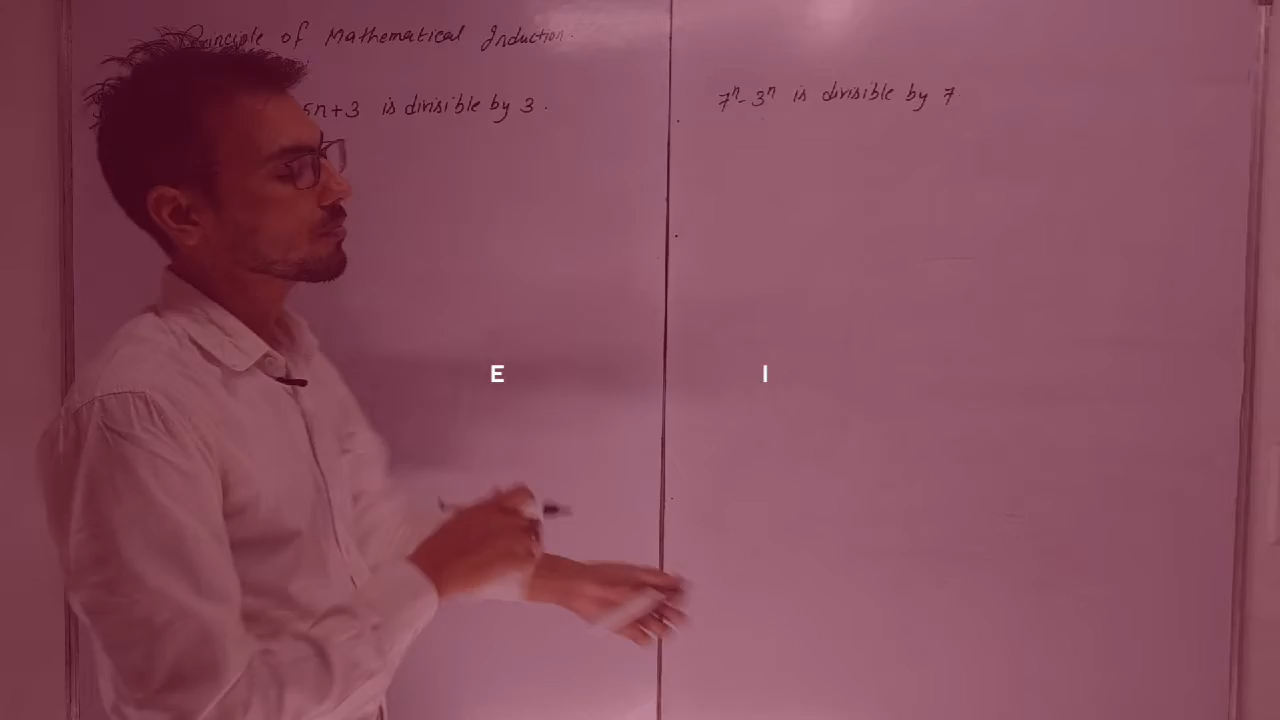 Principle of Mathematical Induction.
5n+3 is divisible by 3.
7ⁿ- 3ⁿ is divisible by 7.
E I